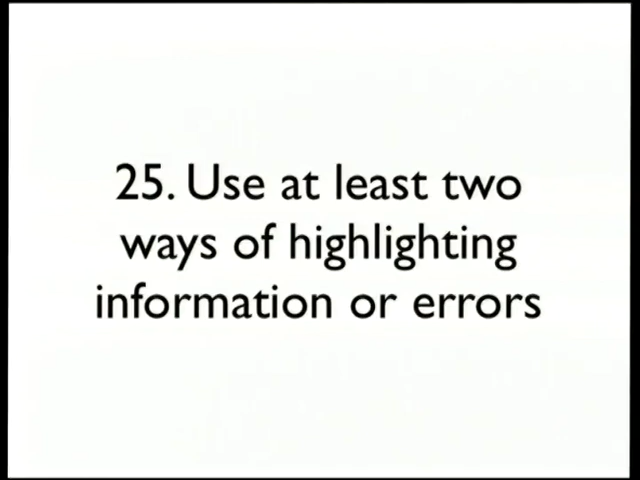 25. Use at least two
ways of highlighting
information or errors